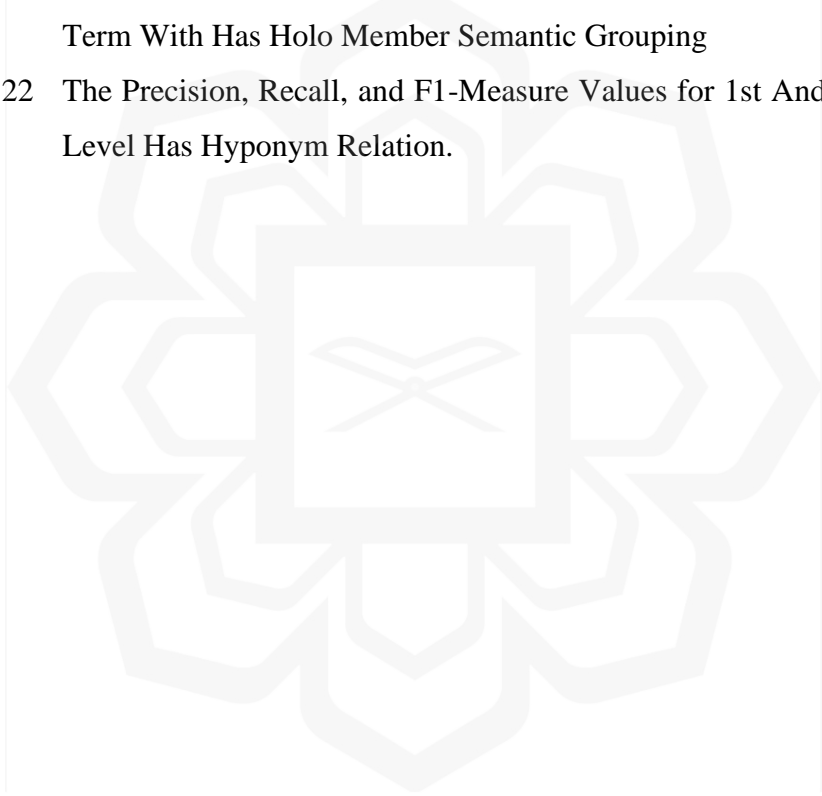 Term With Has Holo Member Semantic Grouping
22 The Precision, Recall, and F1-Measure Values for 1st And
Level Has Hyponym Relation.